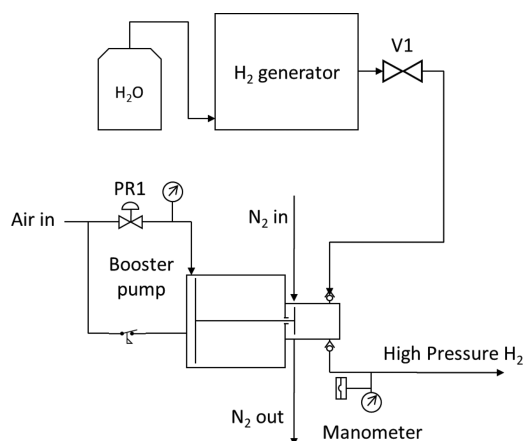 V1
H₂O
H₂ generator
PR1
Air in
N₂ in
Booster
pump
High Pressure H₂
N₂ out
Manometer